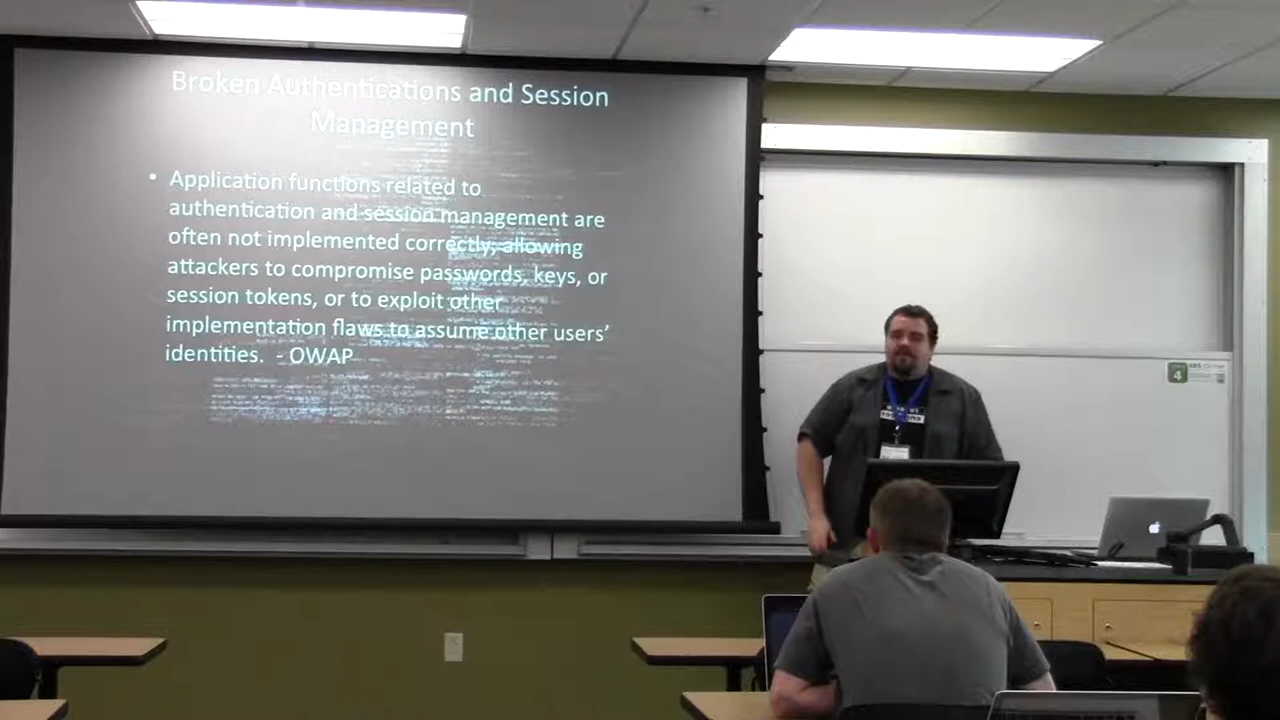 Broken Authentications and Session
Management
• Application functions related to
authentication and session management are
often not implemented correctly, allowing
attackers to compromise passwords, keys, or
session tokens, or to exploit other
implementation flaws to assume other users'
identities.  - OWAP
4